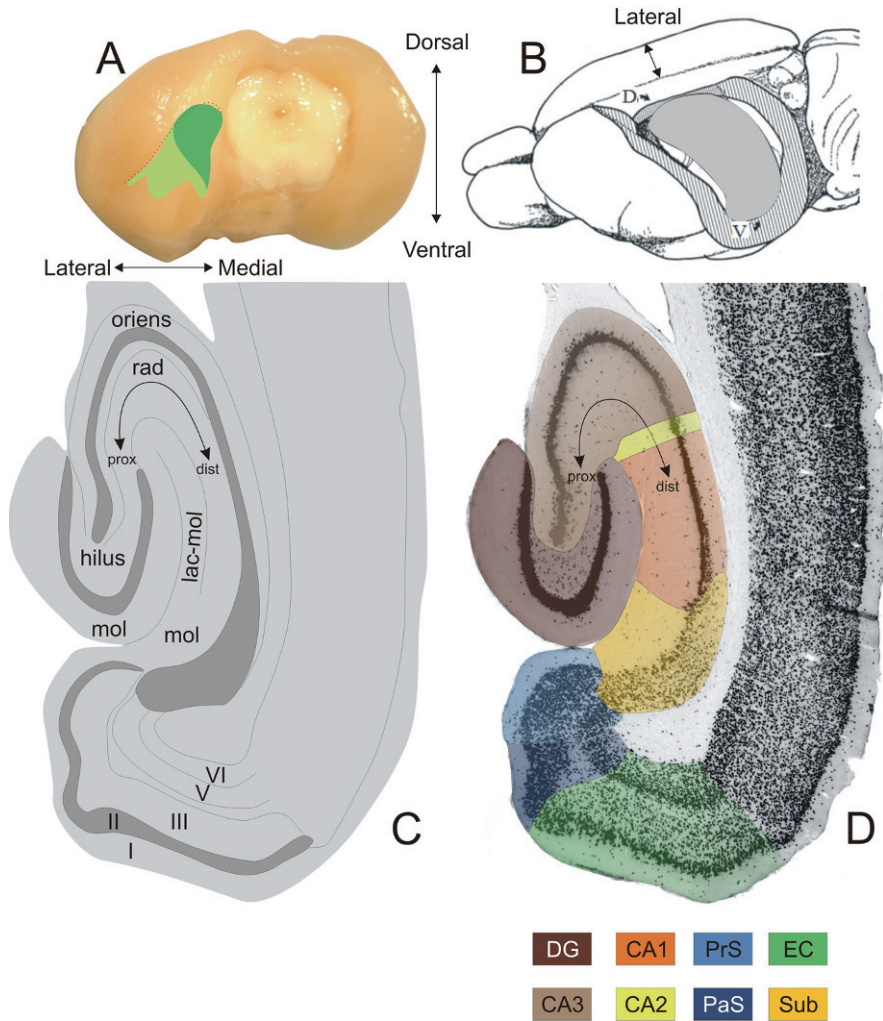 A
Dorsal
Ventral
Lateral
Medial
Lateral
B
D
V
oriens
rad
prox
dist
hilus
lac-mol
mol
mol
VI
V
II
III
I
C
prox
dist
D
DG
CA1
PrS
EC
CA3
CA2
PaS
Sub